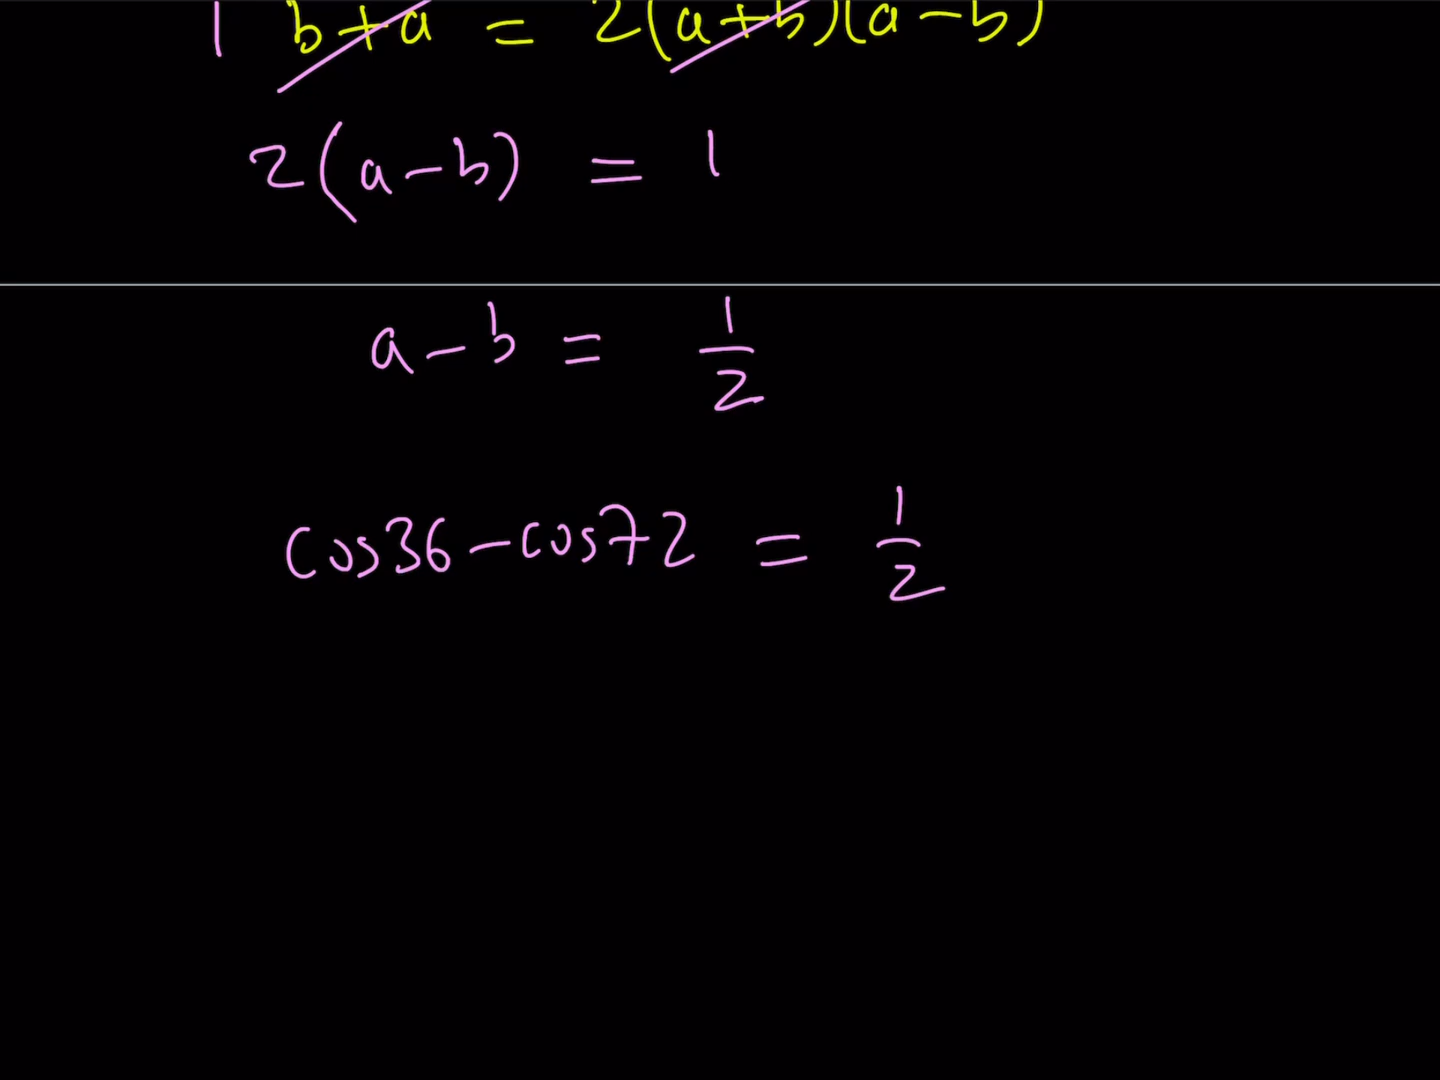 1 b+a = 2(a+b)(a-b)
2(a-b) = 1
a-b = 1/2
cos36-cos72 = 1/2